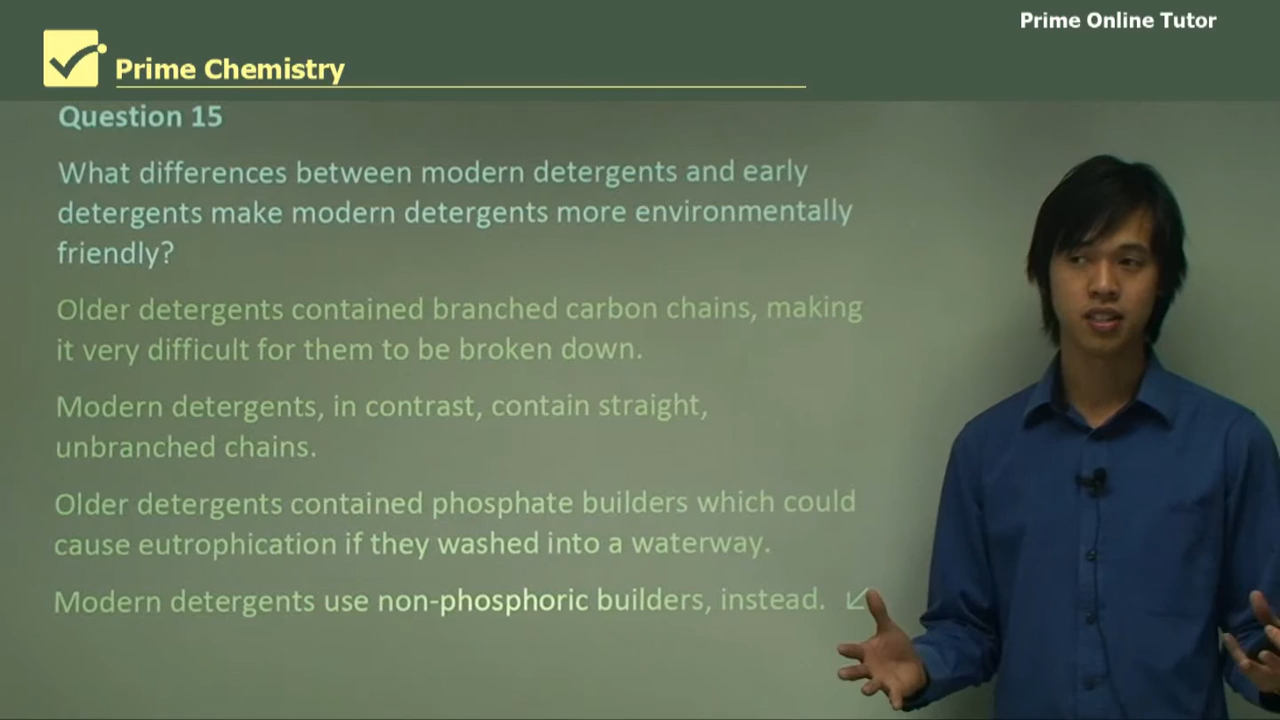 Prime Online Tutor
Prime Chemistry
Question 15
What differences between modern detergents and early
detergents make modern detergents more environmentally
friendly?
Older detergents contained branched carbon chains, making
it very difficult for them to be broken down.
Modern detergents, in contrast, contain straight,
unbranched chains.
Older detergents contained phosphate builders which could
cause eutrophication if they washed into a waterway.
Modern detergents use non-phosphoric builders, instead.